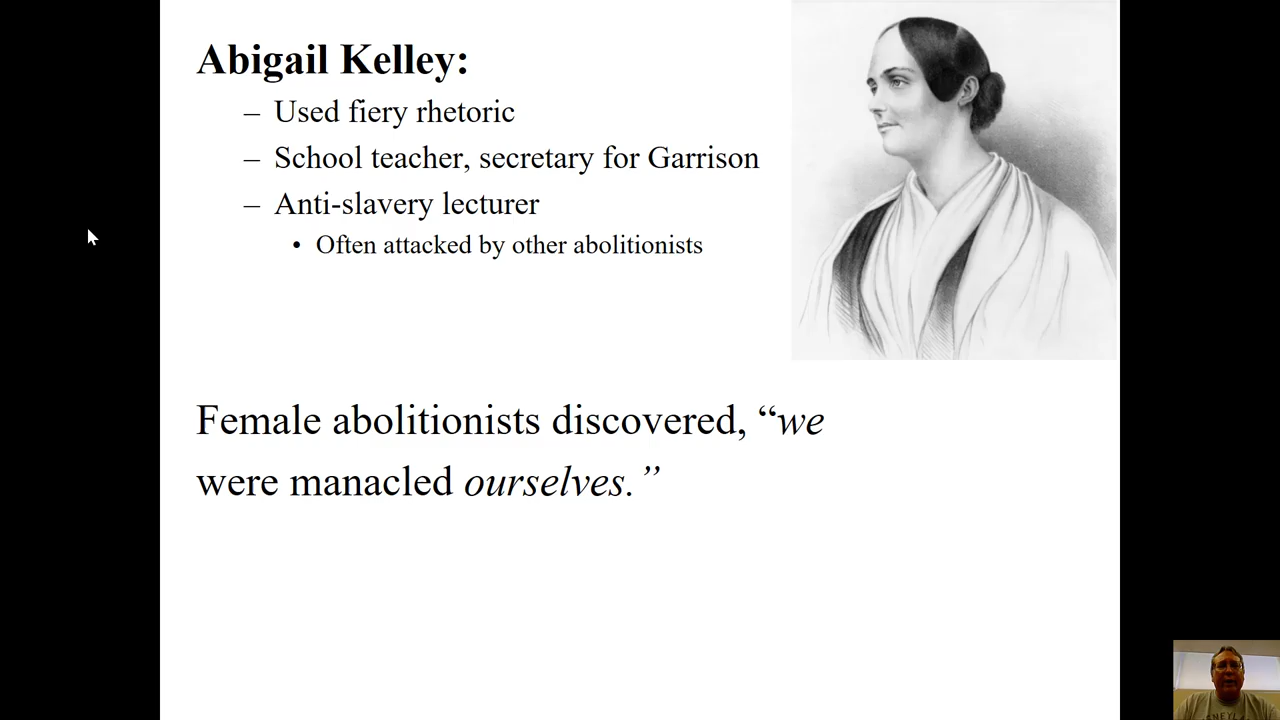 Abigail Kelley:
– Used fiery rhetoric
– School teacher, secretary for Garrison
– Anti-slavery lecturer
• Often attacked by other abolitionists
Female abolitionists discovered, “we
were manacled ourselves.”